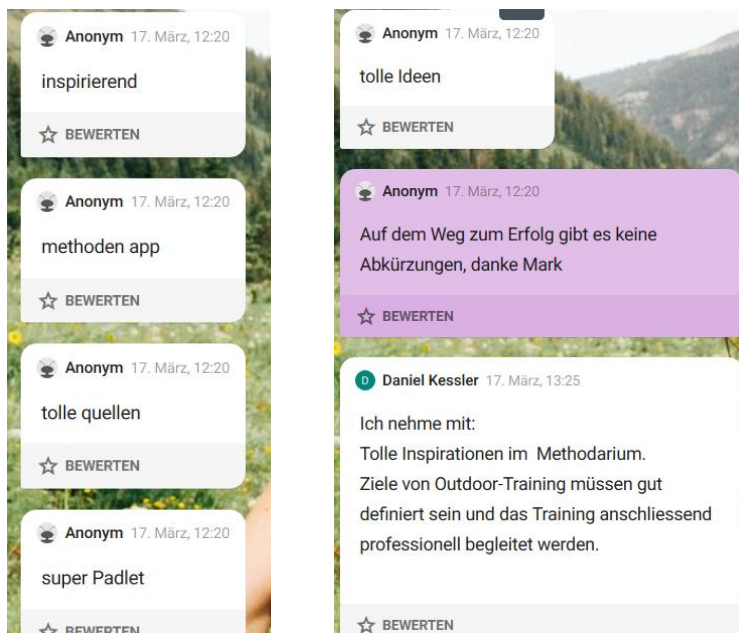 Anonym 17. März, 12:20
inspirierend
BEWERTEN
Anonym 17. März, 12:20
methoden app
BEWERTEN
Anonym 17. März, 12:20
tolle quellen
BEWERTEN
Anonym 17. März, 12:20
super Padlet
BEWERTEN
Anonym 17. März, 12:20
tolle Ideen
BEWERTEN
Anonym 17. März, 12:20
Auf dem Weg zum Erfolg gibt es keine
Abkürzungen, danke Mark
BEWERTEN
D Daniel Kessler 17. März, 13:25
Ich nehme mit:
Tolle Inspirationen im Methodarium.
Ziele von Outdoor-Training müssen gut
definiert sein und das Training anschliessend
professionell begleitet werden.
BEWERTEN